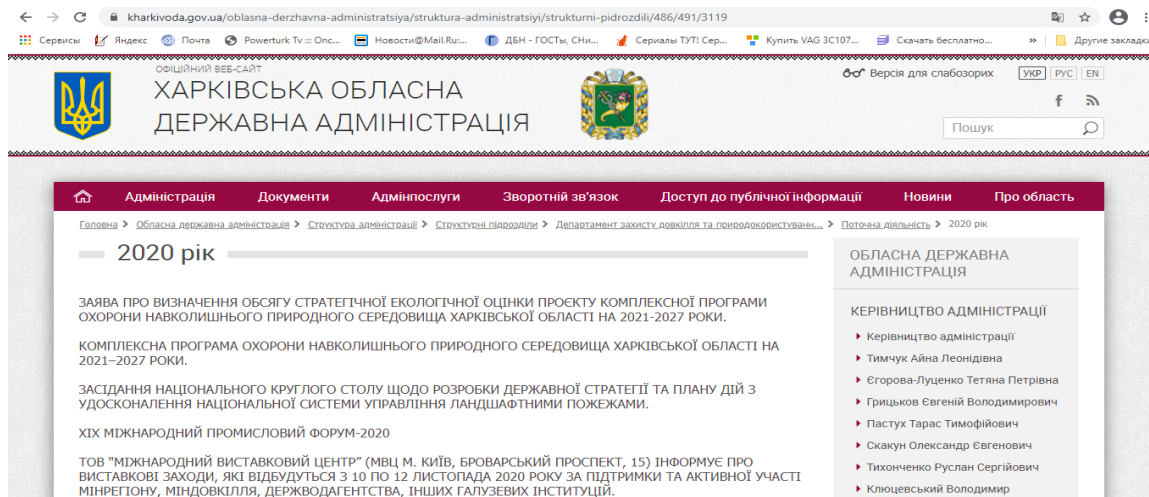 kharkivoda.gov.ua/oblasna-derzhavna-administratsiya/struktura-administratsiyi/strukturni-pidrozdili/486/491/3119
Сервисы Яндекс Почта Powerturk Tv ::: Onc... Новости@Mail.Ru:... ДБН - ГОСТы, СНи... Сериалы ТУТ! Сер... Купить VAG 3C107... Скачать бесплатно... » Другие закладки
ОФІЦІЙНИЙ ВЕБ-САЙТ
ХАРКІВСЬКА ОБЛАСНА
ДЕРЖАВНА АДМІНІСТРАЦІЯ
Версія для слабозорих УКР РУС EN
Пошук
Адміністрація Документи Адмінпослуги Зворотній зв'язок Доступ до публічної інформації Новини Про область
Головна > Обласна державна адміністрація > Структура адміністрації > Структурні підрозділи > Департамент захисту довкілля та природокористуванн... > Поточна діяльність > 2020 рік
2020 рік
ЗАЯВА ПРО ВИЗНАЧЕННЯ ОБСЯГУ СТРАТЕГІЧНОЇ ЕКОЛОГІЧНОЇ ОЦІНКИ ПРОЄКТУ КОМПЛЕКСНОЇ ПРОГРАМИ
ОХОРОНИ НАВКОЛИШНЬОГО ПРИРОДНОГО СЕРЕДОВИЩА ХАРКІВСЬКОЇ ОБЛАСТІ НА 2021-2027 РОКИ.
КОМПЛЕКСНА ПРОГРАМА ОХОРОНИ НАВКОЛИШНЬОГО ПРИРОДНОГО СЕРЕДОВИЩА ХАРКІВСЬКОЇ ОБЛАСТІ НА
2021–2027 РОКИ.
ЗАСІДАННЯ НАЦІОНАЛЬНОГО КРУГЛОГО СТОЛУ ЩОДО РОЗРОБКИ ДЕРЖАВНОЇ СТРАТЕГІЇ ТА ПЛАНУ ДІЙ З
УДОСКОНАЛЕННЯ НАЦІОНАЛЬНОЇ СИСТЕМИ УПРАВЛІННЯ ЛАНДШАФТНИМИ ПОЖЕЖАМИ.
XIX МІЖНАРОДНИЙ ПРОМИСЛОВИЙ ФОРУМ-2020
ТОВ "МІЖНАРОДНИЙ ВИСТАВКОВИЙ ЦЕНТР" (МВЦ М. КИЇВ, БРОВАРСЬКИЙ ПРОСПЕКТ, 15) ІНФОРМУЄ ПРО
ВИСТАВКОВІ ЗАХОДИ, ЯКІ ВІДБУДУТЬСЯ З 10 ПО 12 ЛИСТОПАДА 2020 РОКУ ЗА ПІДТРИМКИ ТА АКТИВНОЇ УЧАСТІ
МІНРЕГІОНУ, МІНДОВКІЛЛЯ, ДЕРЖВОДАГЕНТСТВА, ІНШИХ ГАЛУЗЕВИХ ІНСТИТУЦІЙ.
ОБЛАСНА ДЕРЖАВНА
АДМІНІСТРАЦІЯ
КЕРІВНИЦТВО АДМІНІСТРАЦІЇ
Керівництво адміністрації
Тимчук Айна Леонідівна
Єгорова-Луценко Тетяна Петрівна
Грицьков Євгеній Володимирович
Пастух Тарас Тимофійович
Скакун Олександр Євгенович
Тихонченко Руслан Сергійович
Клюцевський Володимир